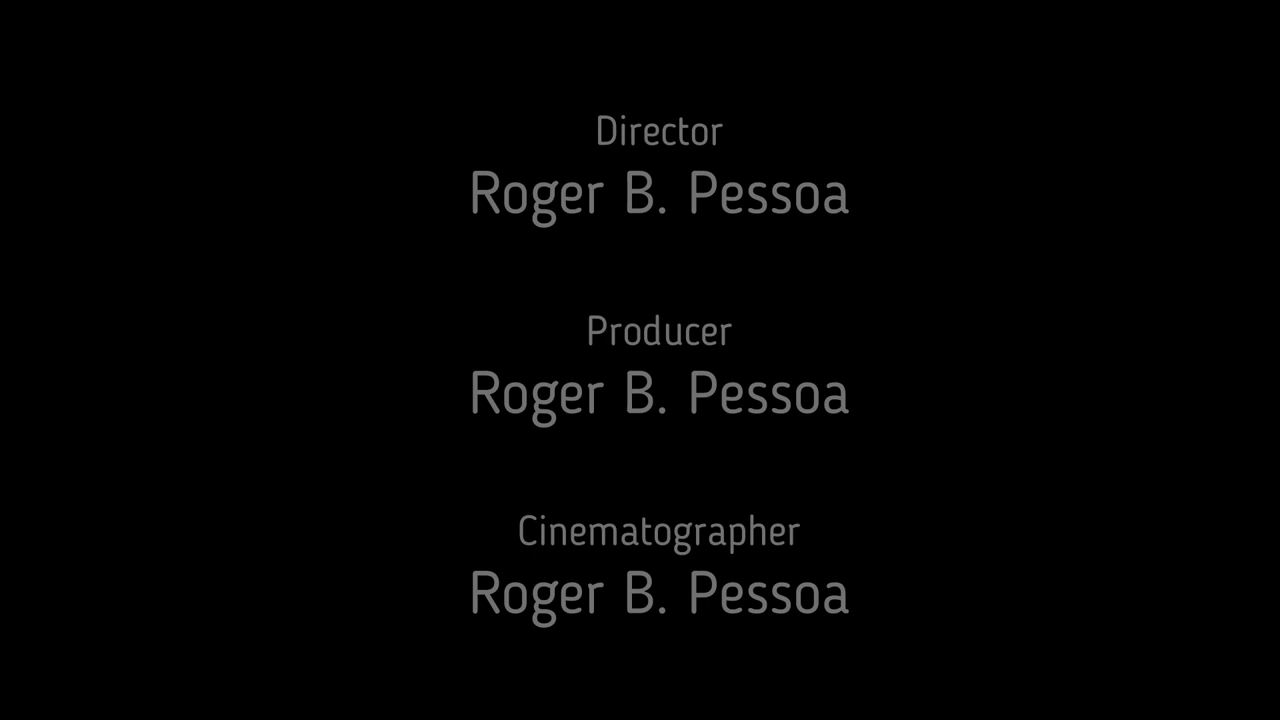 Director
Roger B. Pessoa
Producer
Roger B. Pessoa
Cinematographer
Roger B. Pessoa